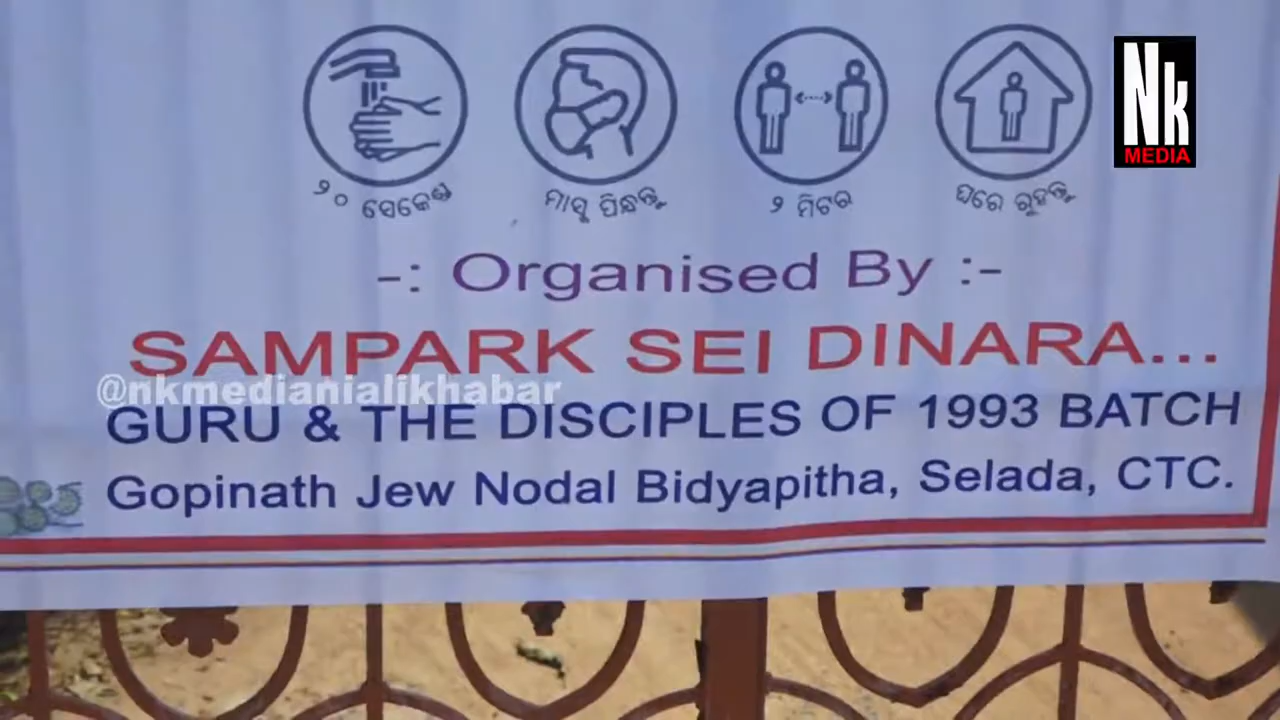 Nk
MEDIA
୨୦ ସେକେଣ୍ଡ
ମାସ୍କ ପିନ୍ଧନ୍ତୁ
୨ ମିଟର
ଘରେ ରୁହନ୍ତୁ
-: Organised By :-
SAMPARK SEI DINARA...
@nkmedianialikhabar
GURU & THE DISCIPLES OF 1993 BATCH
Gopinath Jew Nodal Bidyapitha, Selada, CTC.